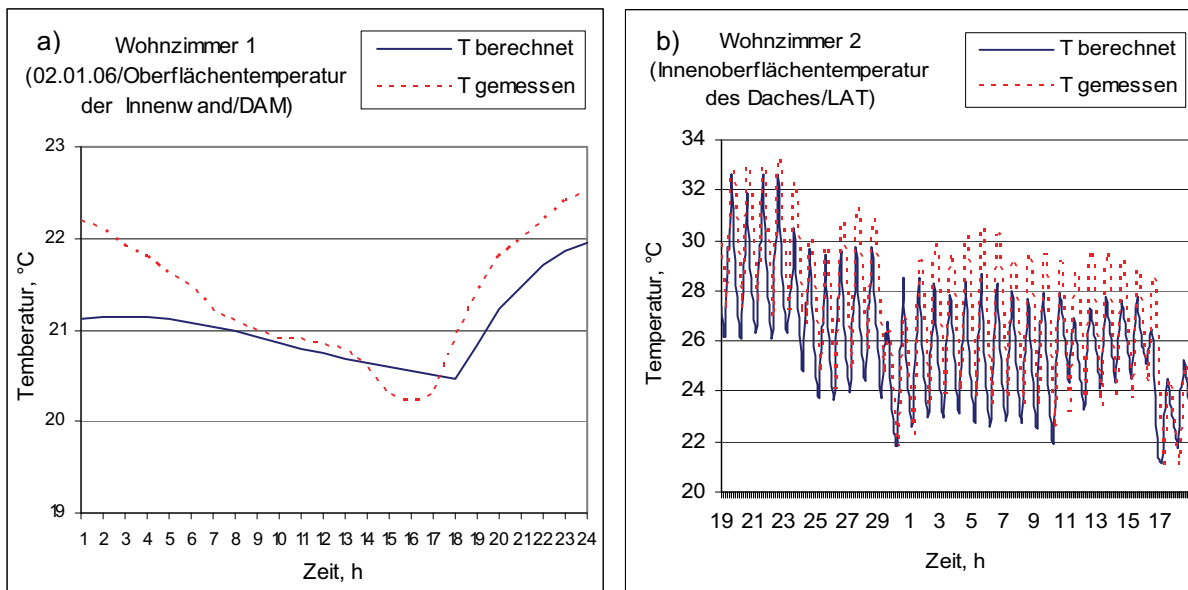 a)
Wohnzimmer 1
(02.01.06/Oberflächentemperatur
der Innenwand/DAM)
T berechnet
T gemessen
Temberatur, °C
23
22
21
20
19
1 2 3 4 5 6 7 8 9 10 11 12 13 14 15 16 17 18 19 20 21 22 23 24
Zeit, h
b)
Wohnzimmer 2
(Innenoberflächentemperatur
des Daches/LAT)
T berechnet
T gemessen
Temperatur, °C
34
32
30
28
26
24
22
20
19 21 23 25 27 29 1 3 5 7 9 11 13 15 17
Zeit, h